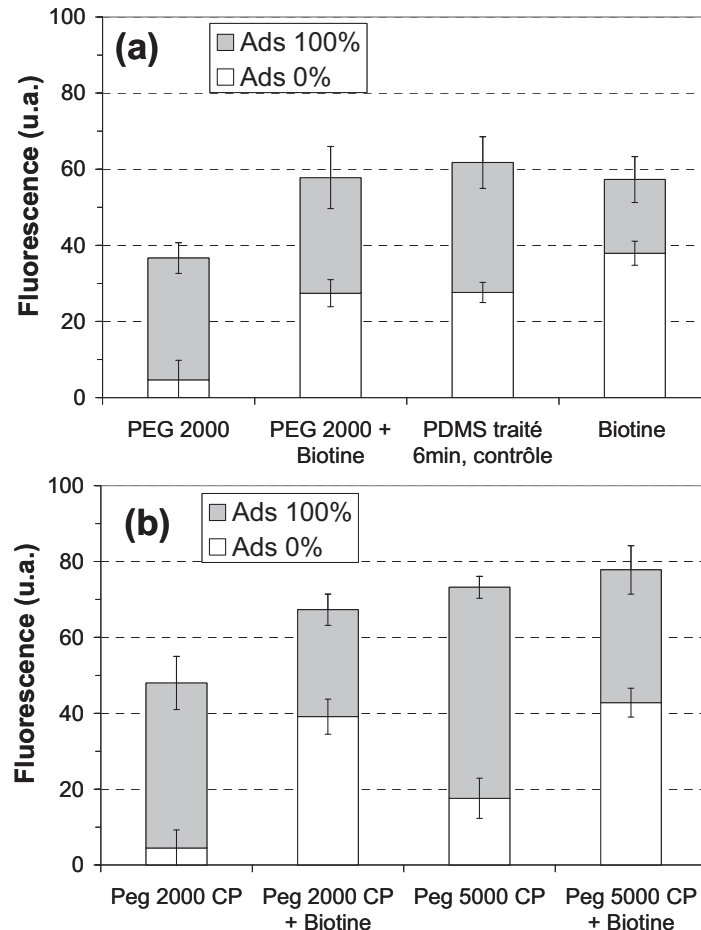 100
(a)
Ads 100%
Ads 0%
80
60
40
20
0
Fluorescence (u.a.)
PEG 2000
PEG 2000 +
Biotine
PDMS traité
6min, contrôle
Biotine
100
(b)
Ads 100%
Ads 0%
80
60
40
20
0
Fluorescence (u.a.)
Peg 2000 CP
Peg 2000 CP
+ Biotine
Peg 5000 CP
Peg 5000 CP
+ Biotine